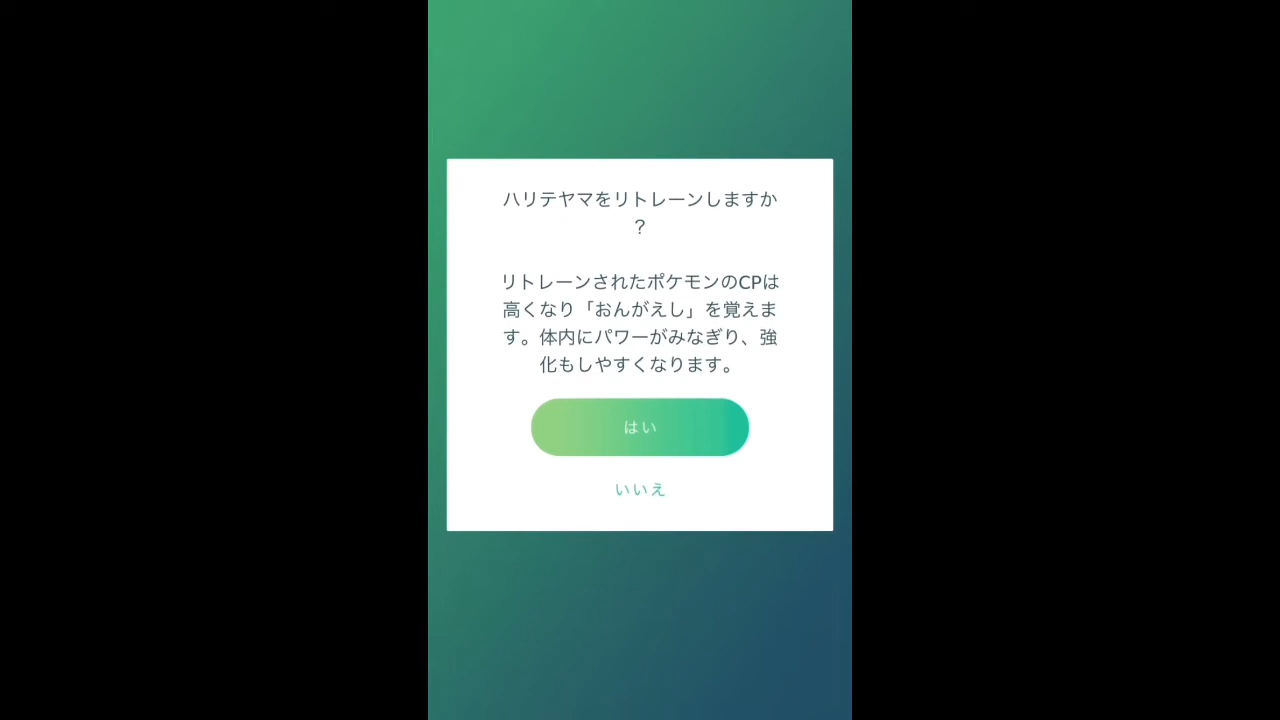 ハリテヤマをリトレーンしますか
？
リトレーンされたポケモンのCPは
高くなり「おんがえし」を覚えま
す。体内にパワーがみなぎり、強
化もしやすくなります。
はい
いいえ